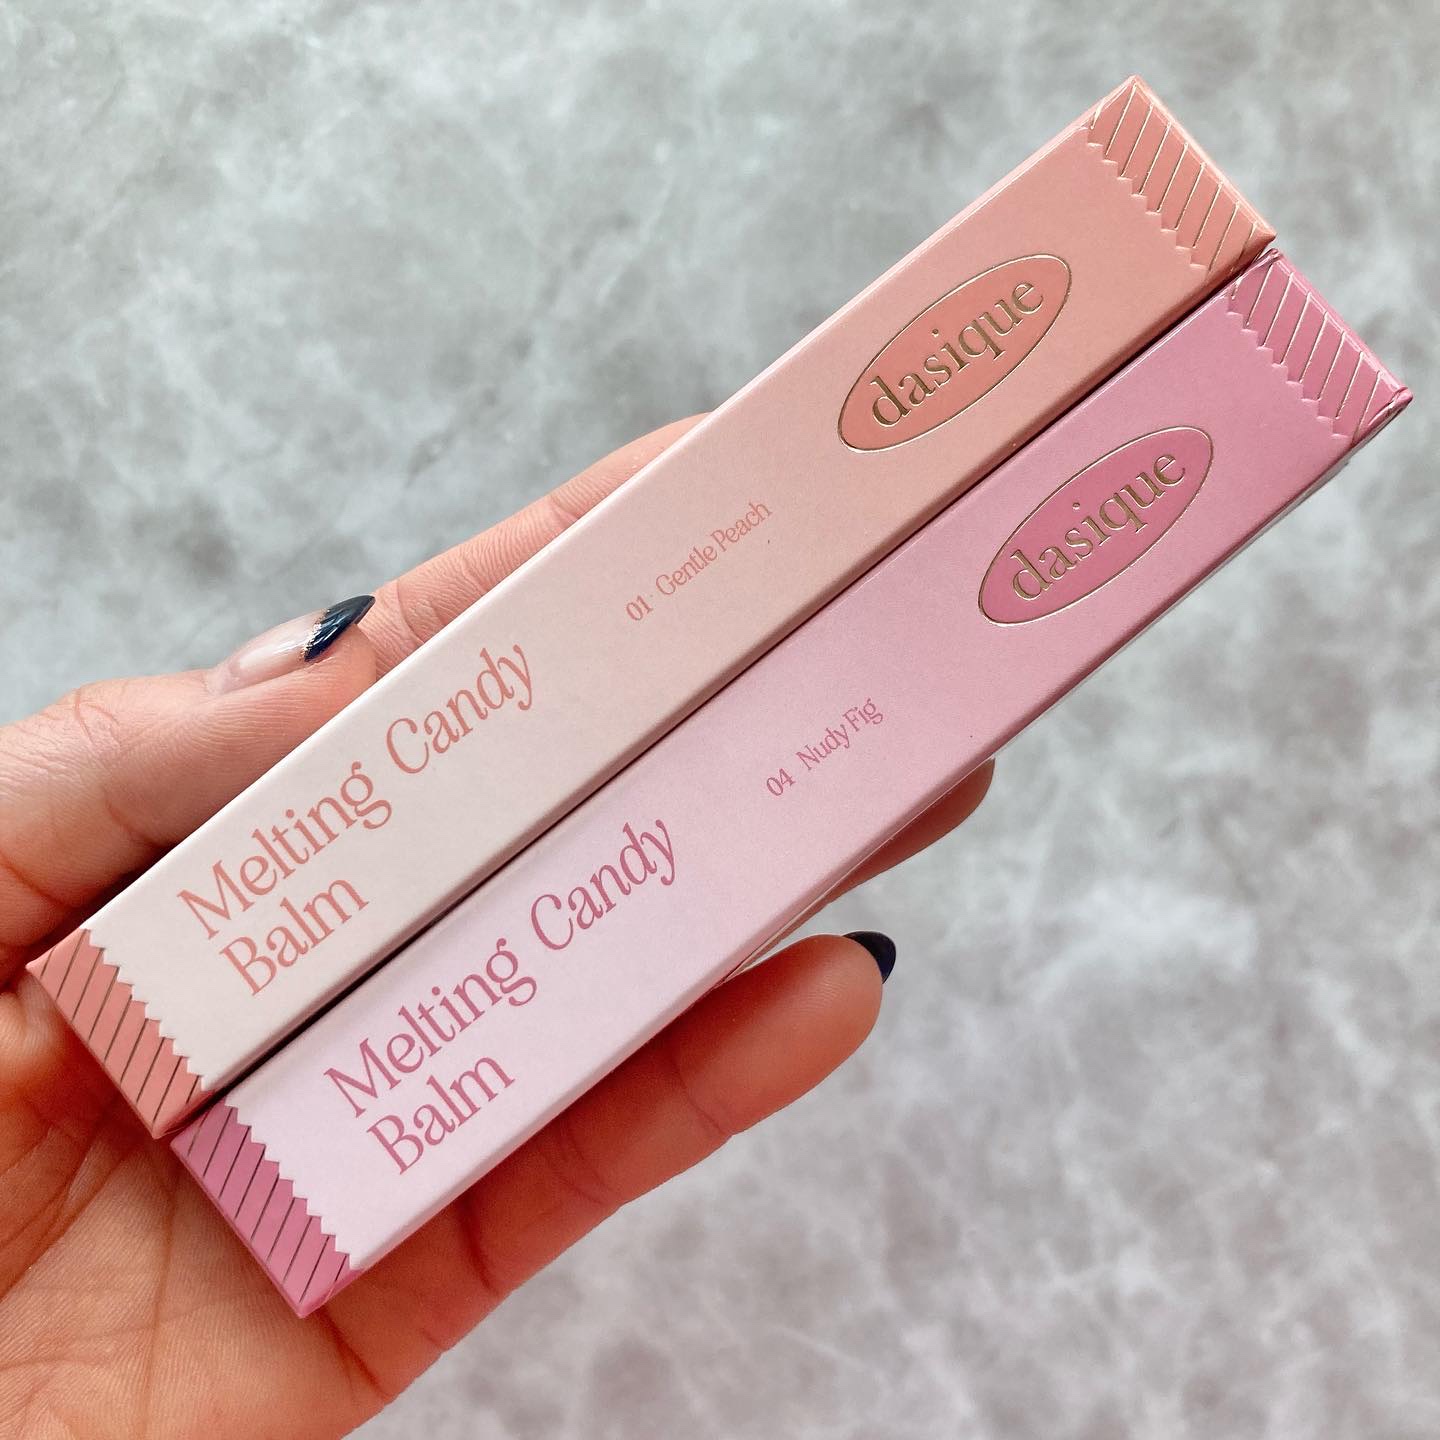 dasique
01 · Gentle Peach
Melting Candy
Balm
dasique
04 Nudy Fig
Melting Candy
Balm